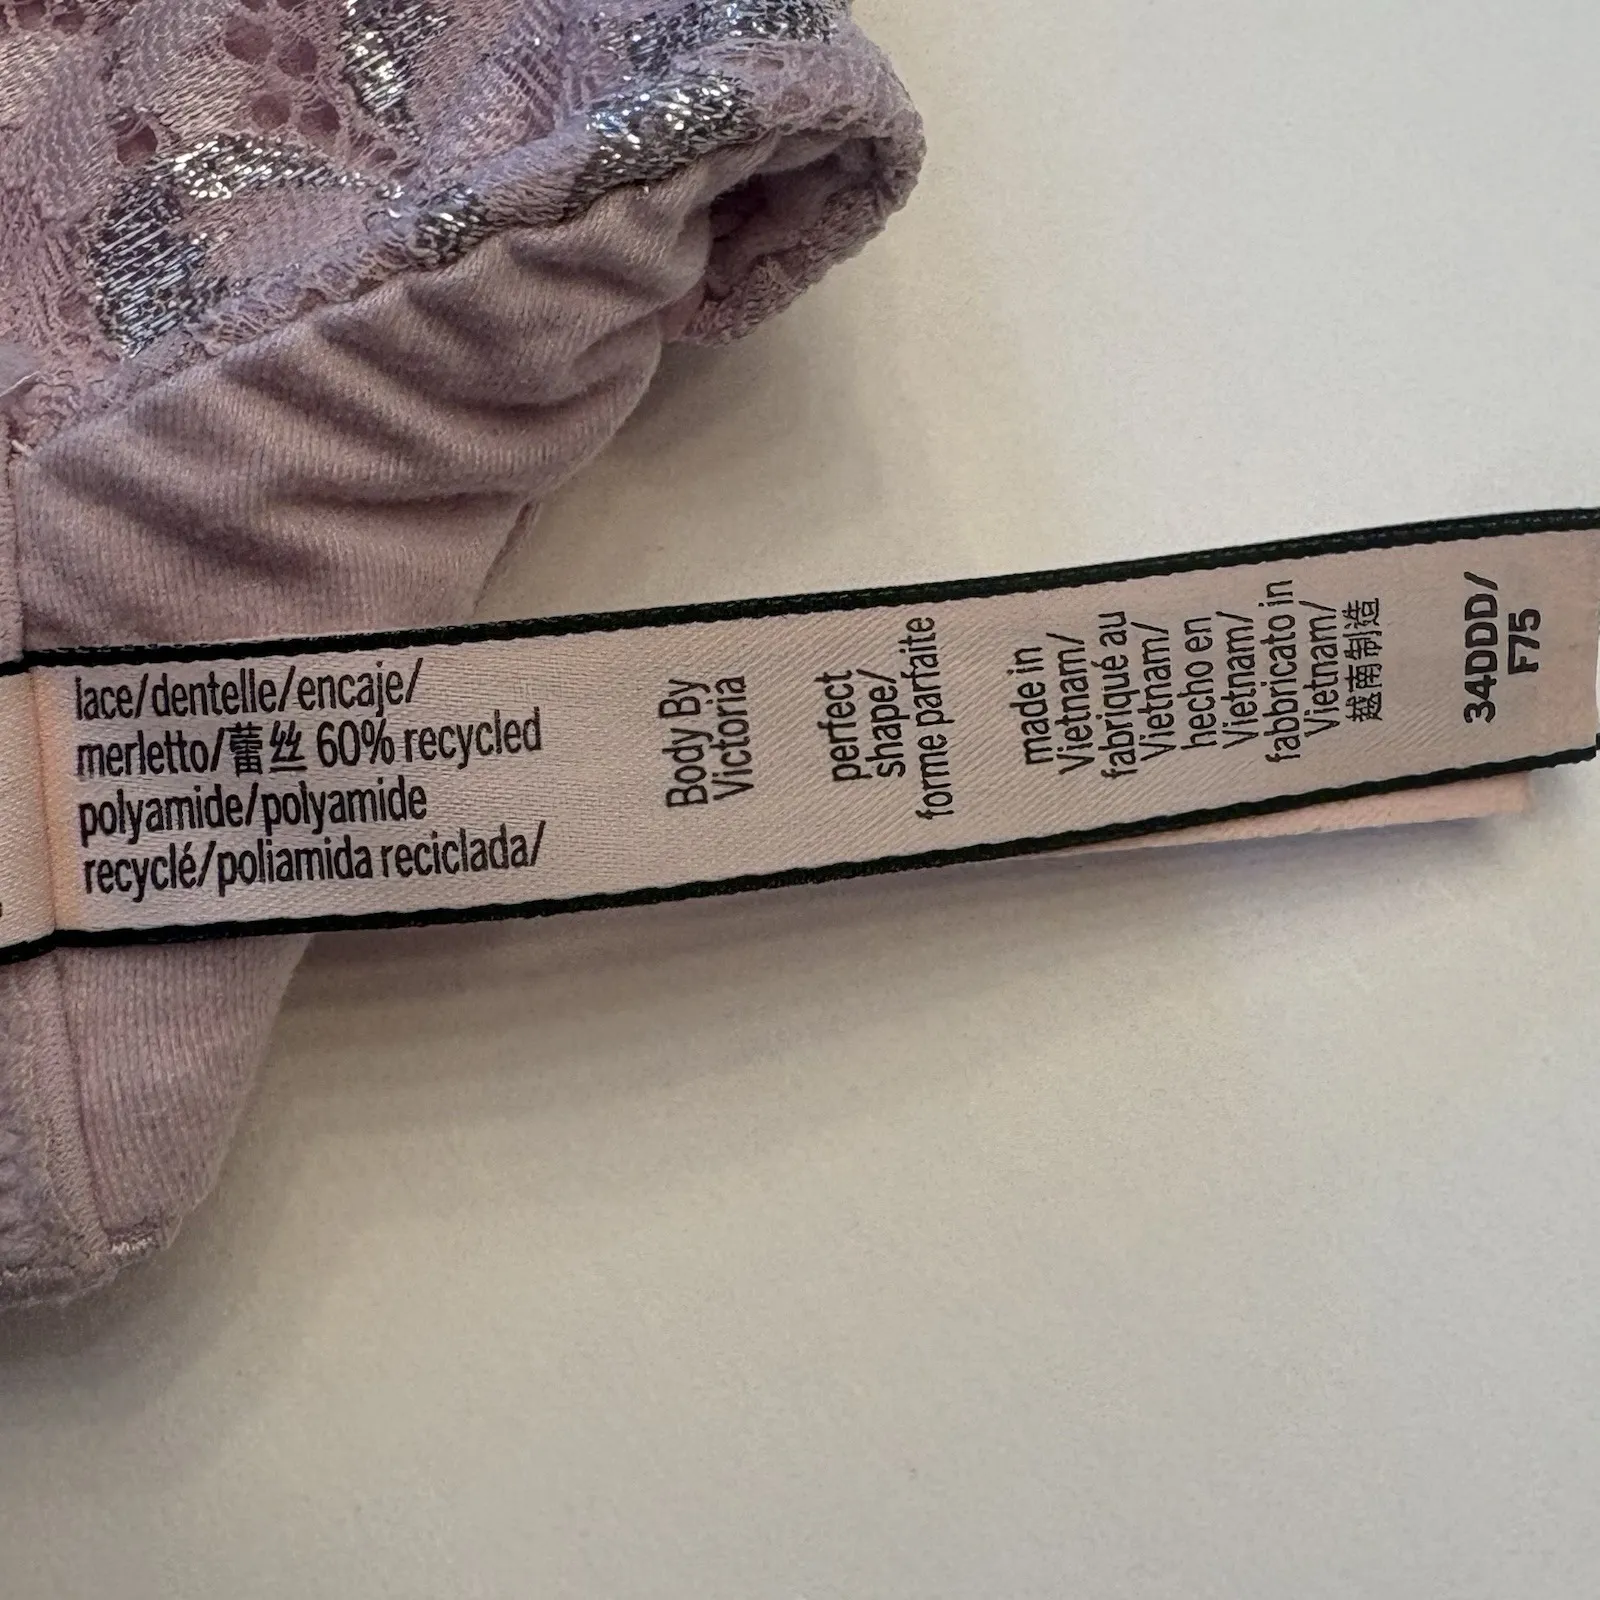 lace/dentelle/encaje/
merletto/蕾丝 60% recycled
polyamide/polyamide
recyclé/poliamida reciclada/
Body By
Victoria
perfect
shape/
forme parfaite
made in
Vietnam/
fabriqué au
Vietnam/
hecho en
Vietnam/
fabbricato in
Vietnam/
越南制造
34DDD/
F75